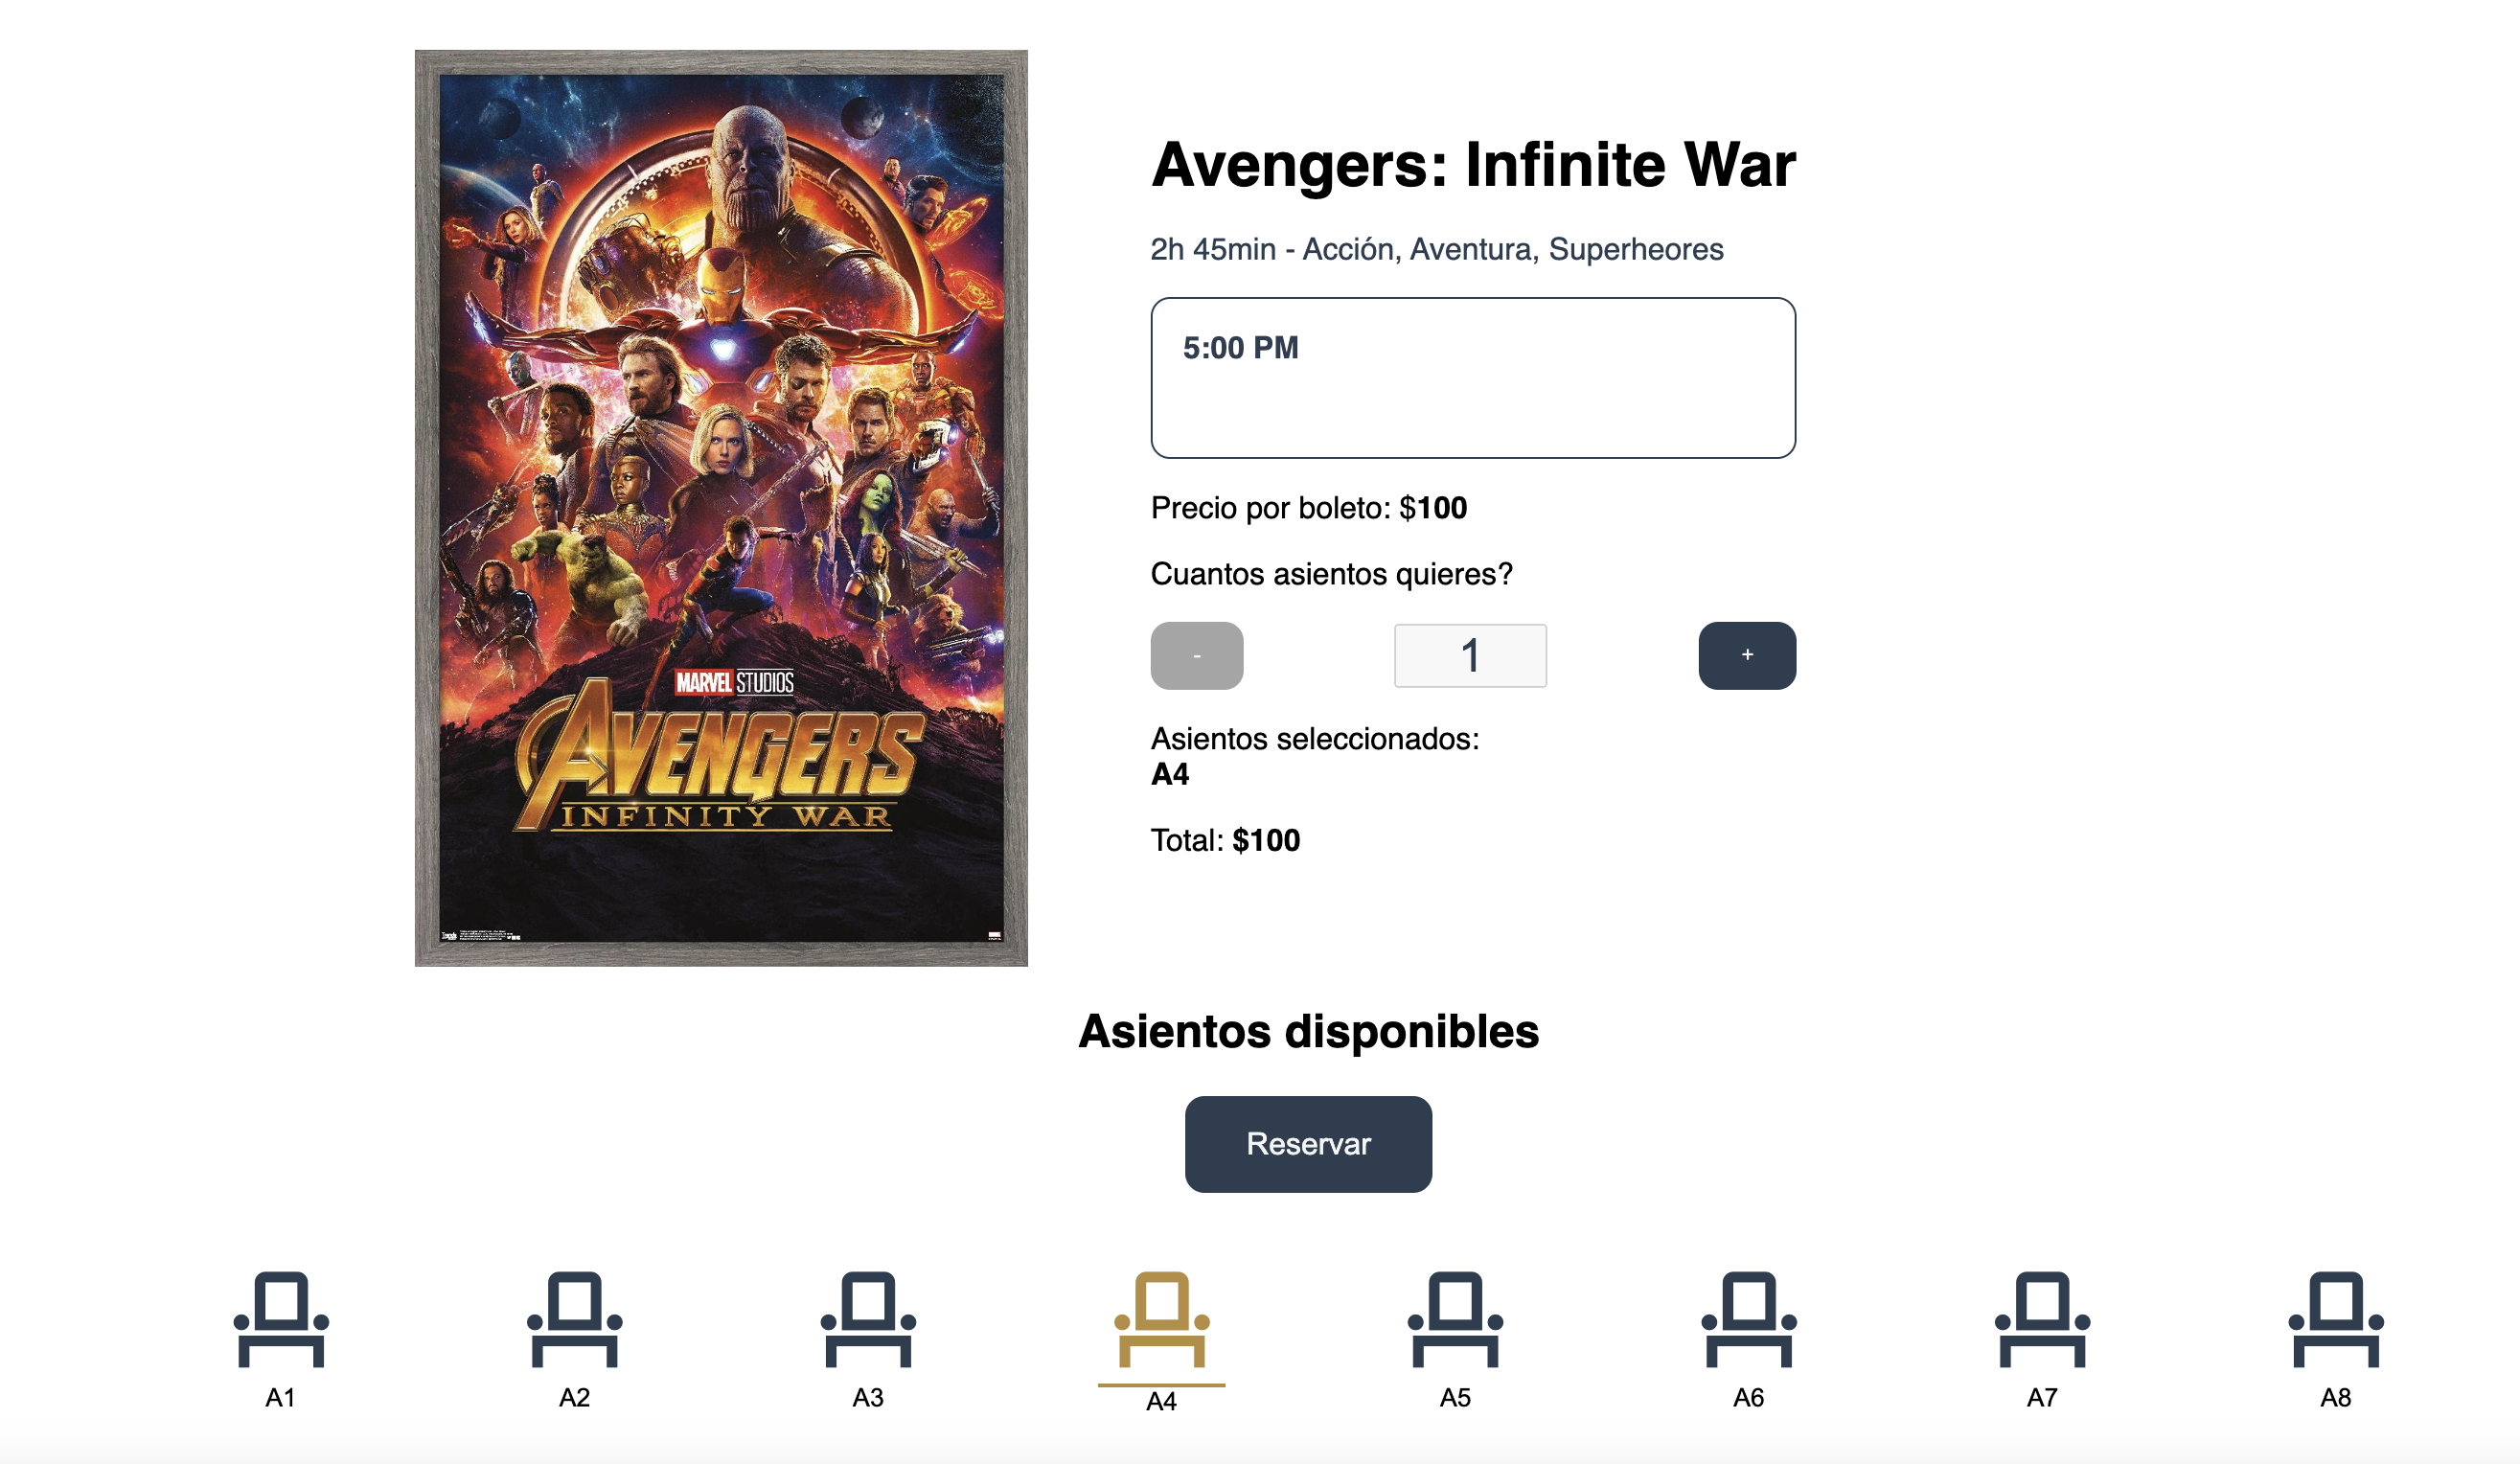 MARVEL STUDIOS
AVENGERS
INFINITY WAR
Avengers: Infinite War
2h 45min - Acción, Aventura, Superheores
5:00 PM
Precio por boleto: $100
Cuantos asientos quieres?
- 1 +
Asientos seleccionados:
A4
Total: $100
Asientos disponibles
Reservar
A1 A2 A3 A4 A5 A6 A7 A8